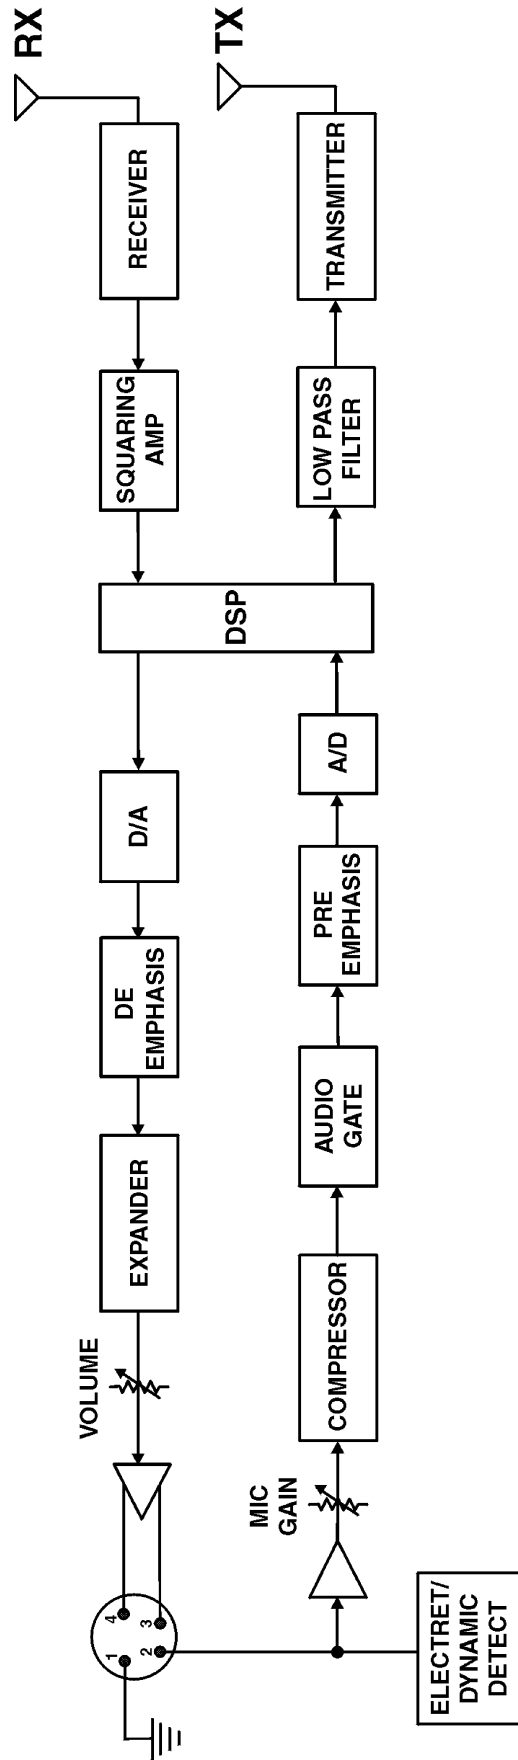 RX
RECEIVER
SQUARING
AMP
DSP
D/A
DE
EMPHASIS
EXPANDER
VOLUME
4
3
2
1
TX
TRANSMITTER
LOW PASS
FILTER
A/D
PRE
EMPHASIS
AUDIO
GATE
COMPRESSOR
MIC
GAIN
ELECTRET/
DYNAMIC
DETECT